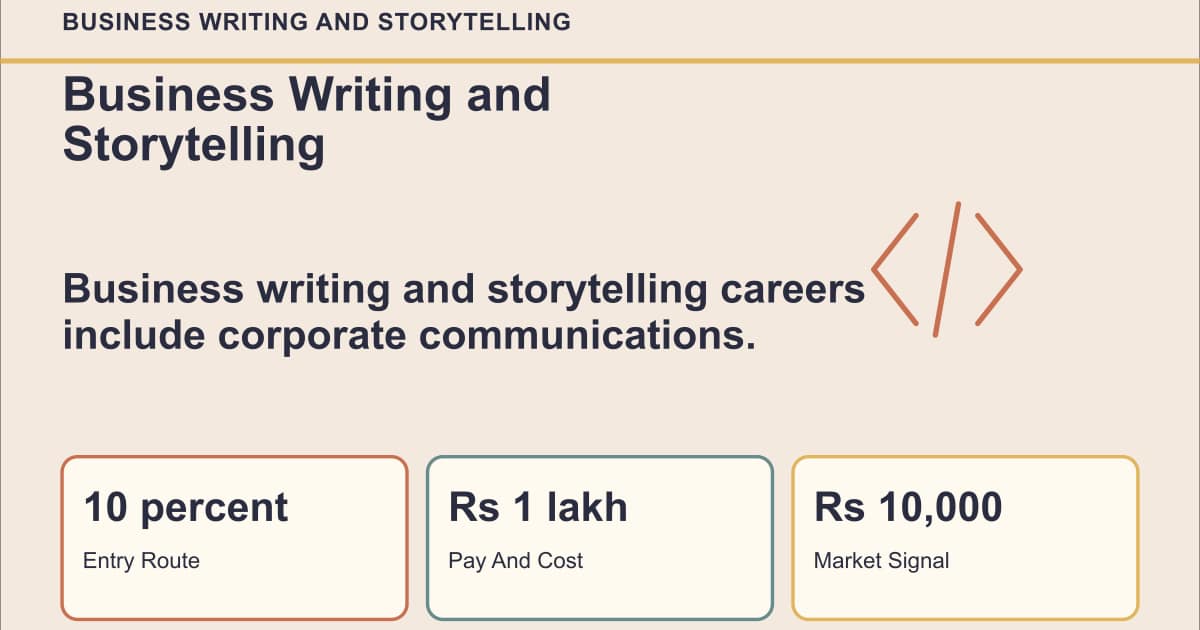 BUSINESS WRITING AND STORYTELLING
Business Writing and
Storytelling
Business writing and storytelling careers
include corporate communications.
10 percent
Entry Route
Rs 1 lakh
Pay And Cost
Rs 10,000
Market Signal